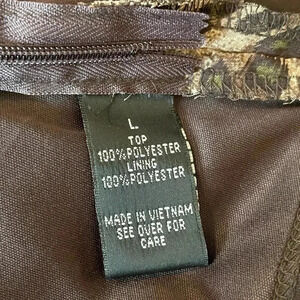 L
TOP
100%POLYESTER
LINING
100%POLYESTER
MADE IN VIETNAM
SEE OVER FOR
CARE